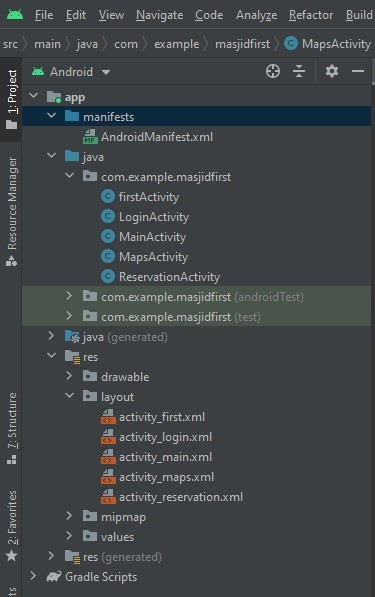 File Edit View Navigate Code Analyze Refactor Build
src main java com example masjidfirst MapsActivity
Android
app
manifests
AndroidManifest.xml
java
com.example.masjidfirst
firstActivity
LoginActivity
MainActivity
MapsActivity
ReservationActivity
com.example.masjidfirst (androidTest)
com.example.masjidfirst (test)
java (generated)
res
drawable
layout
activity_first.xml
activity_login.xml
activity_main.xml
activity_maps.xml
activity_reservation.xml
mipmap
values
res (generated)
Gradle Scripts
1: Project
Resource Manager
7: Structure
2: Favorites